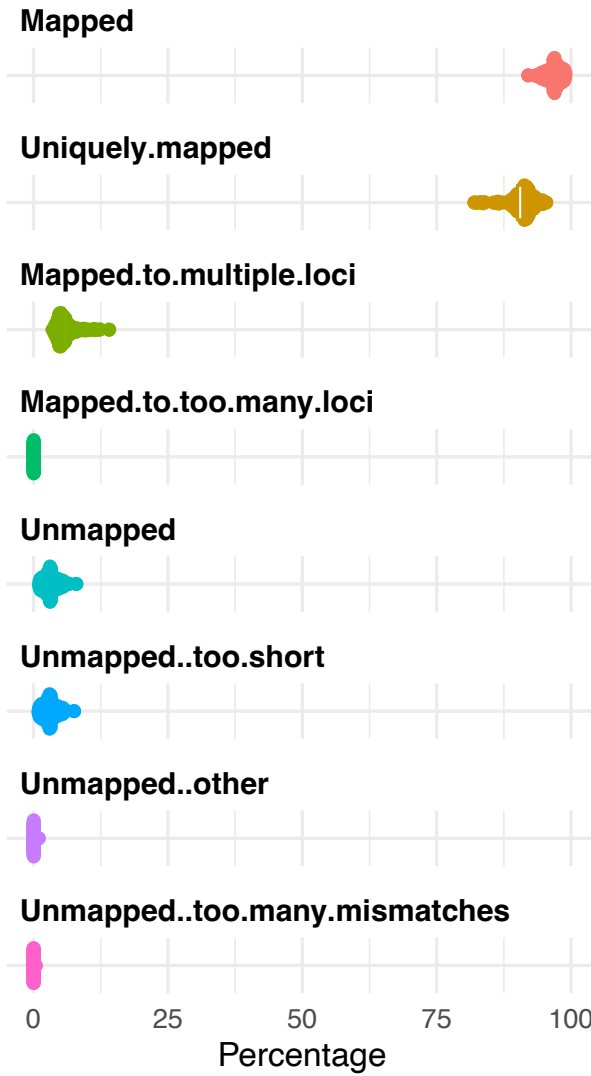 Mapped
Uniquely.mapped
Mapped.to.multiple.loci
Mapped.to.too.many.loci
Unmapped
Unmapped..too.short
Unmapped..other
Unmapped..too.many.mismatches
0 25 50 75 100
Percentage